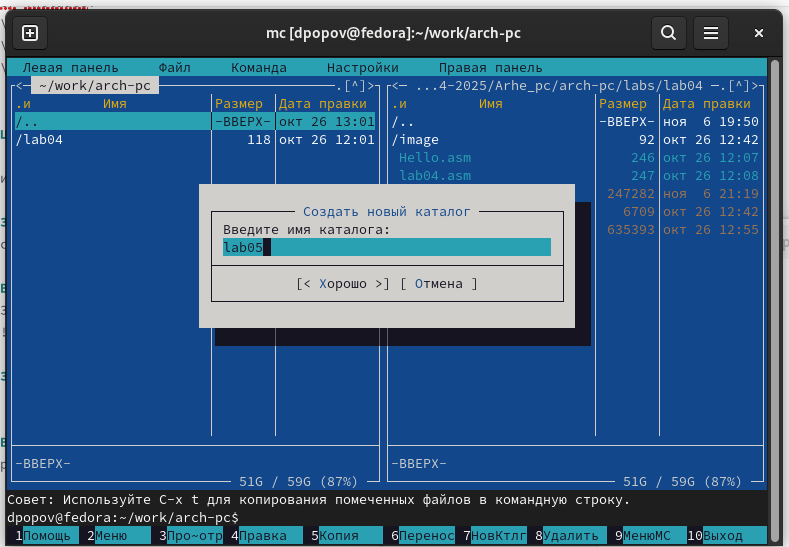 mc [dpopov@fedora]:~/work/arch-pc
Левая панель Файл Команда Настройки Правая панель
<─ ~/work/arch-pc .[^]> <─ ...4-2025/Arhe_pc/arch-pc/labs/lab04 ─.[^]>
.и Имя Размер Дата правки .и Имя Размер Дата правки
/.. -ВВЕРХ- окт 26 13:01 /.. -ВВЕРХ- ноя 6 19:50
/lab04 118 окт 26 12:01 /image 92 окт 26 12:42
Hello.asm 246 окт 26 12:07
lab04.asm 247 окт 26 12:08
247282 ноя 6 21:19
Создать новый каталог 6709 окт 26 12:42
Введите имя каталога: 635393 окт 26 12:55
lab05
[< Хорошо >] [ Отмена ]
-ВВЕРХ- -ВВЕРХ-
51G / 59G (87%) 51G / 59G (87%)
Совет: Используйте C-x t для копирования помеченных файлов в командную строку.
dpopov@fedora:~/work/arch-pc$
1Помощь 2Меню 3Про~отр 4Правка 5Копия 6Перенос 7НовКтлг 8Удалить 9МенюМС 10Выход